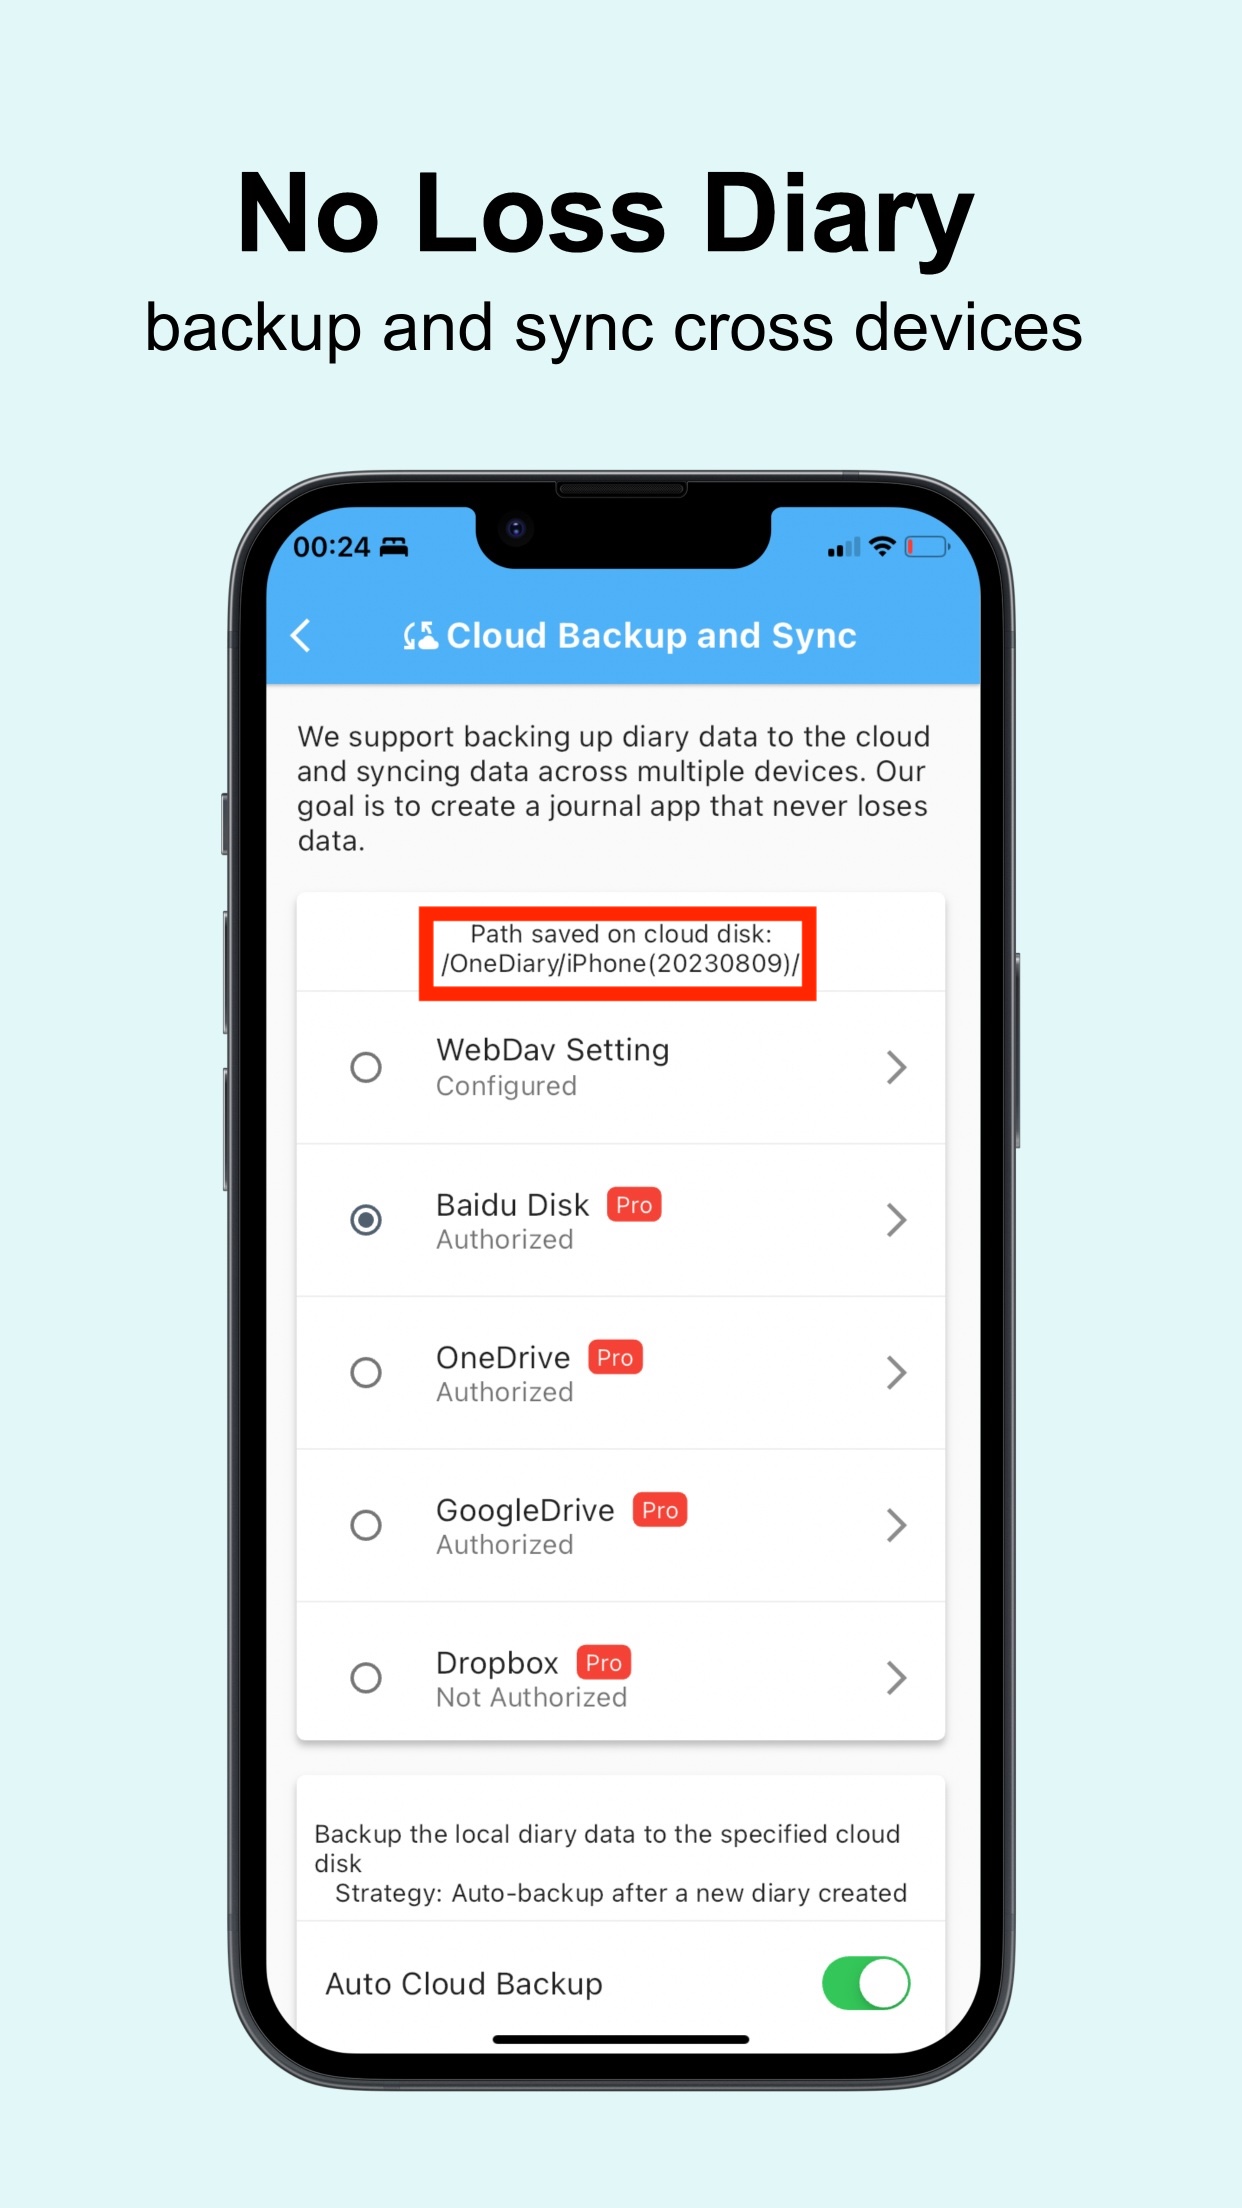 No Loss Diary
backup and sync cross devices
00:24
Cloud Backup and Sync
We support backing up diary data to the cloud
and syncing data across multiple devices. Our
goal is to create a journal app that never loses
data.
Path saved on cloud disk:
/OneDiary/iPhone(20230809)/
WebDav Setting
Configured
Baidu Disk Pro
Authorized
OneDrive Pro
Authorized
GoogleDrive Pro
Authorized
Dropbox Pro
Not Authorized
Backup the local diary data to the specified cloud
disk
Strategy: Auto-backup after a new diary created
Auto Cloud Backup